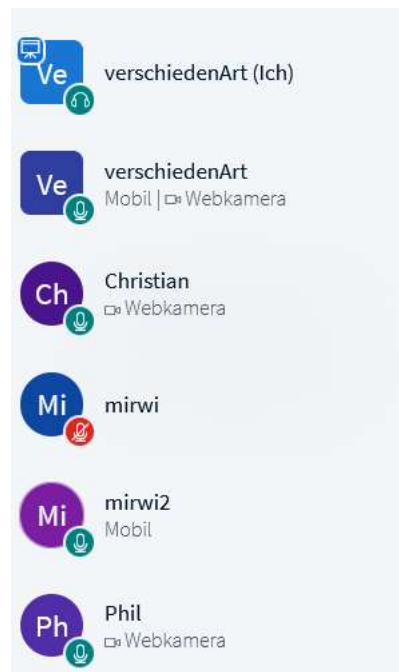 Ve
verschiedenArt (Ich)
Ve
verschiedenArt
Mobil | Webkamera
Ch
Christian
Webkamera
Mi
mirwi
Mi
mirwi2
Mobil
Ph
Phil
Webkamera